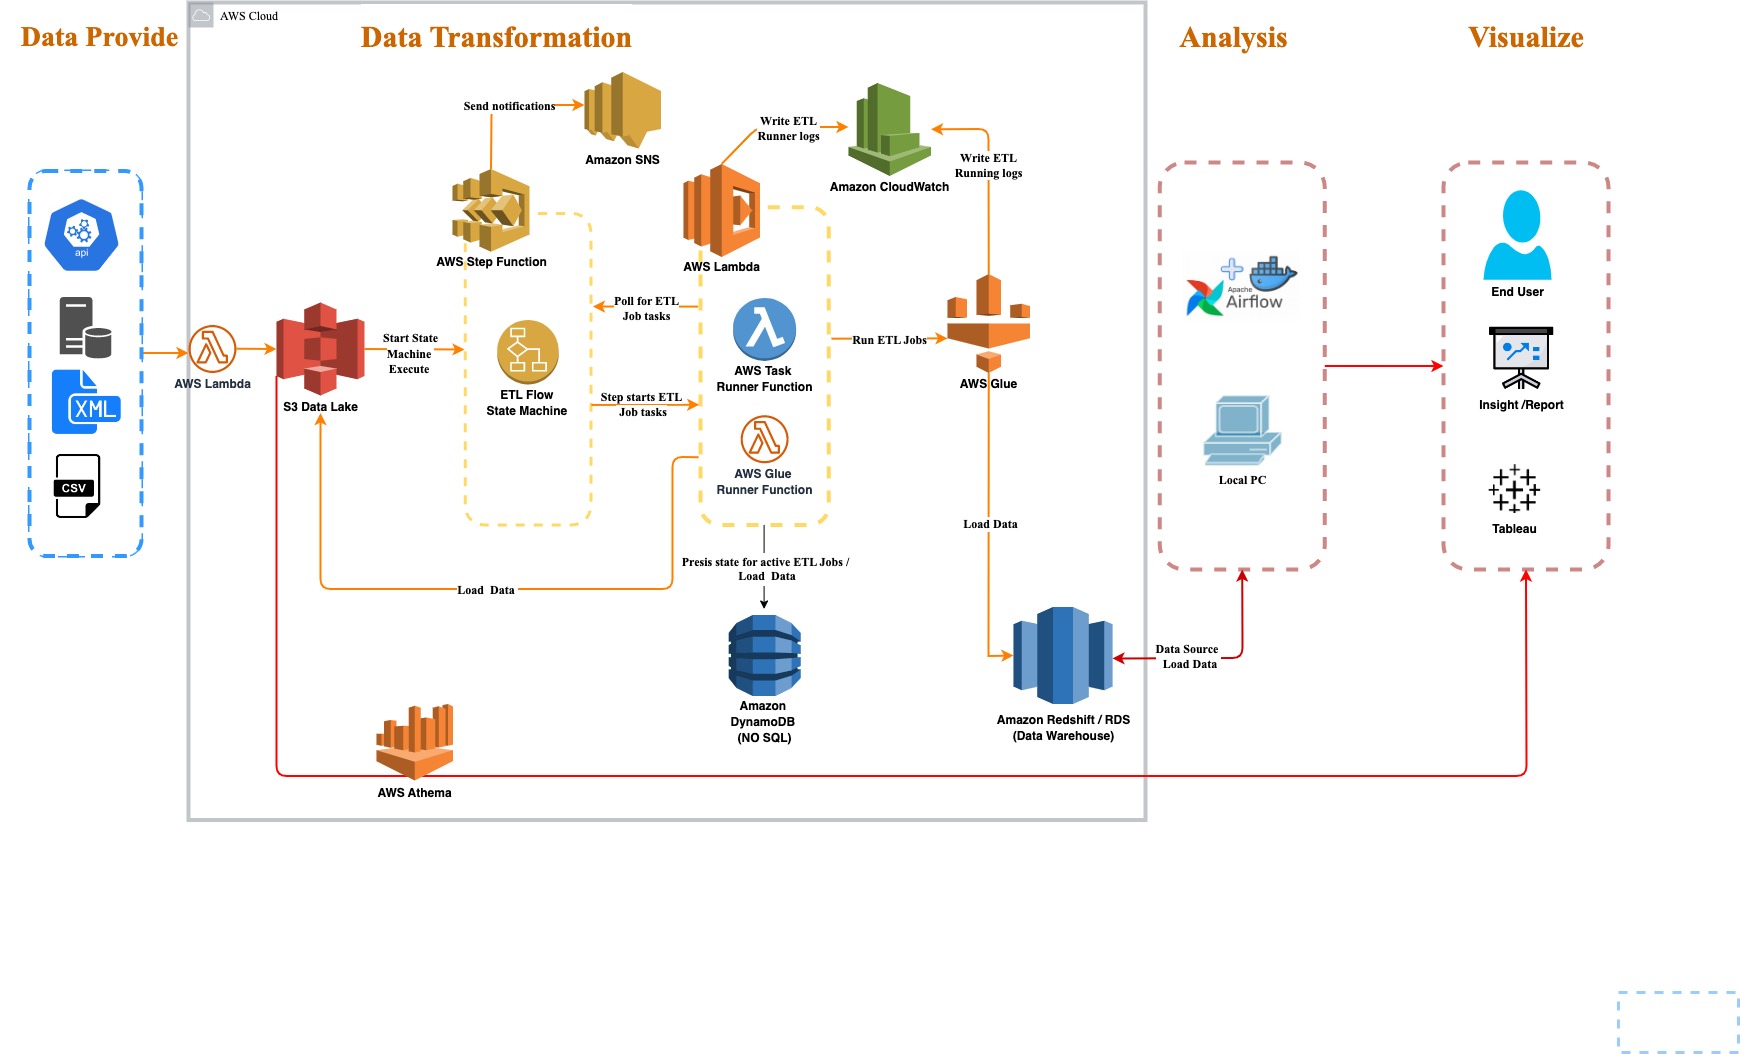 AWS Cloud
Data Provide
Data Transformation
Analysis
Visualize
Send notifications
Amazon SNS
Write ETL
Runner logs
Amazon CloudWatch
Write ETL
Running logs
api
AWS Step Function
AWS Lambda
End User
Apache
Airflow
Poll for ETL
Job tasks
Start State
Machine
Execute
AWS Lambda
S3 Data Lake
ETL Flow
State Machine
AWS Task
Runner Function
Run ETL Jobs
AWS Glue
Step starts ETL
Job tasks
Insight /Report
XML
CSV
AWS Glue
Runner Function
Local PC
Load Data
Tableau
Presis state for active ETL Jobs /
Load Data
Load Data
Data Source
Load Data
Amazon
DynamoDB
(NO SQL)
Amazon Redshift / RDS
(Data Warehouse)
AWS Athema